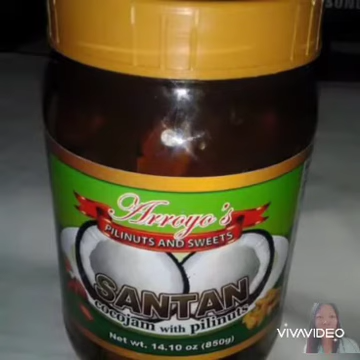 Arroyo's
PILINUTS AND SWEETS
SANTAN
cocojam with pilinuts
Net wt. 14.10 oz (850g)
VIVAVIDEO